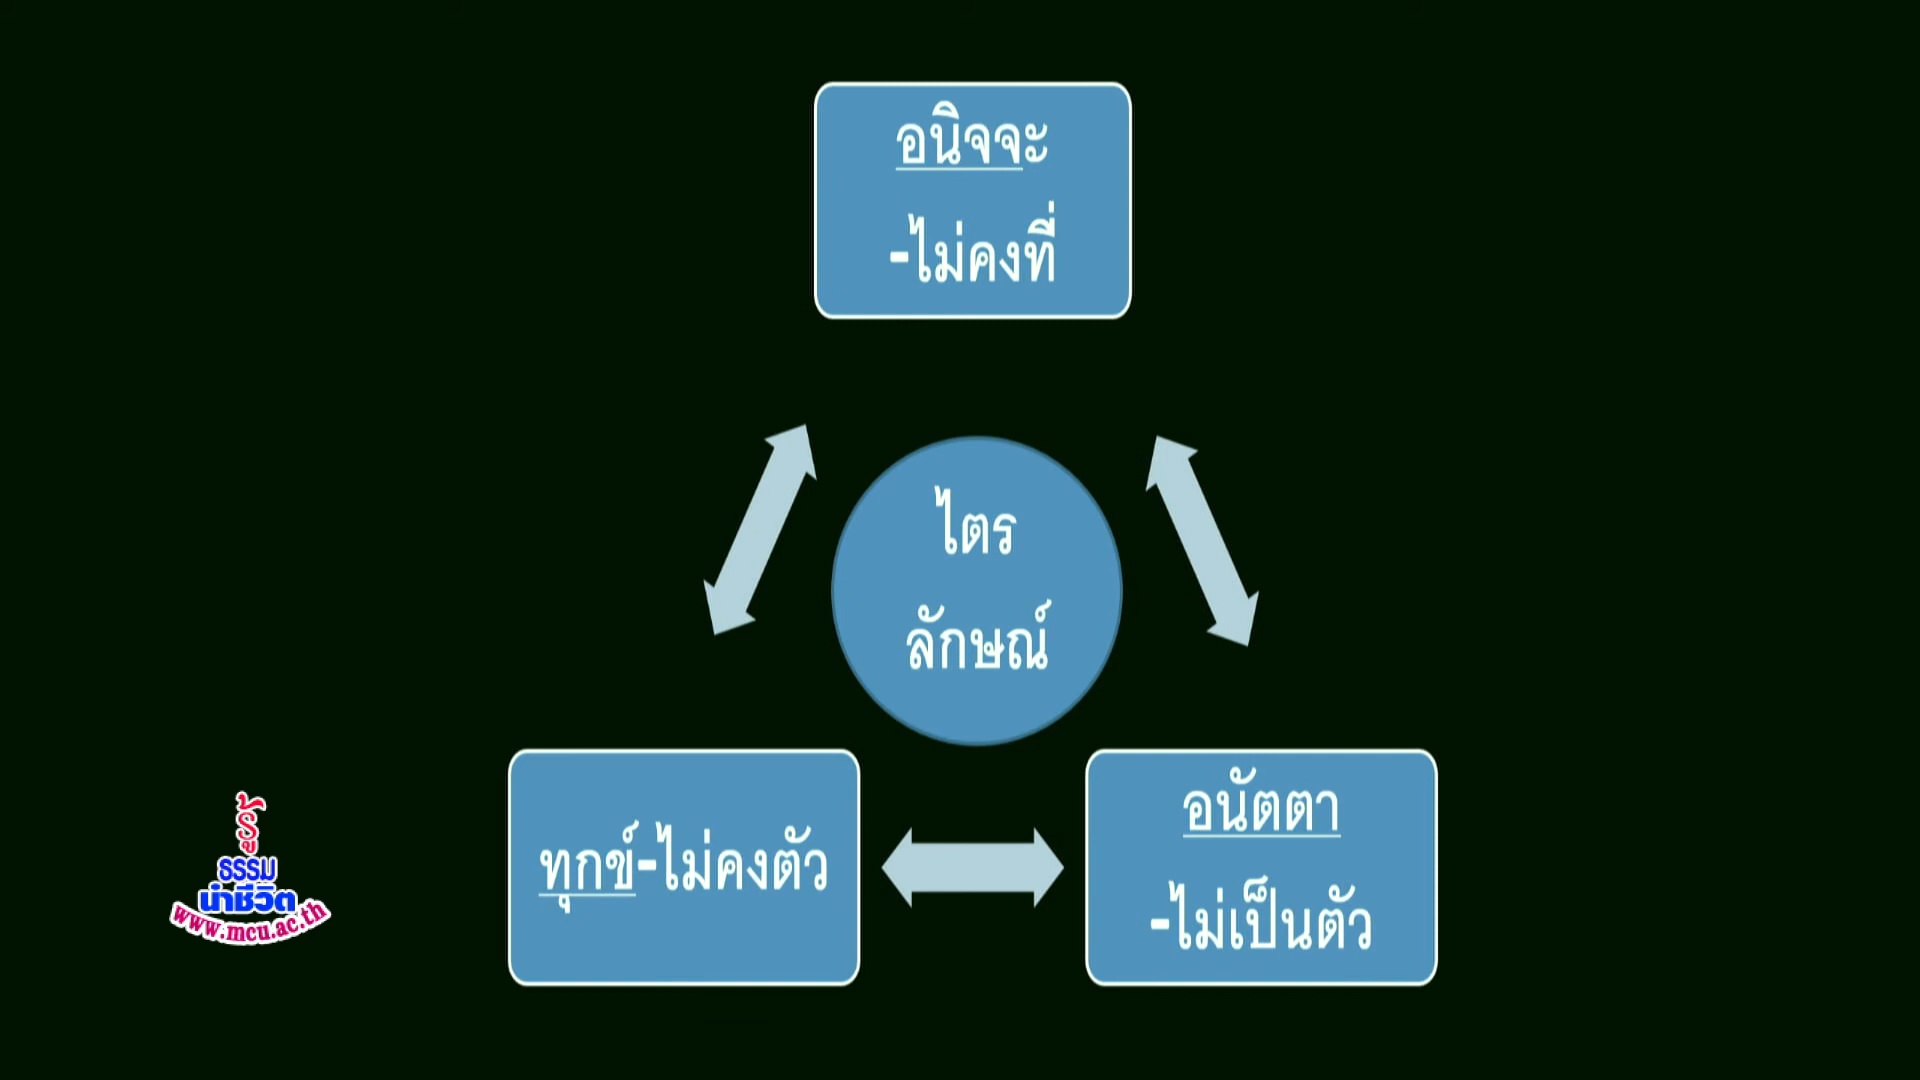 อนิจจะ
-ไม่คงที่
ไตร
ลักษณ์
ทุกข์-ไม่คงตัว
อนัตตา
-ไม่เป็นตัว
รู้
ธรรม
นำชีวิต
www.mcu.ac.th